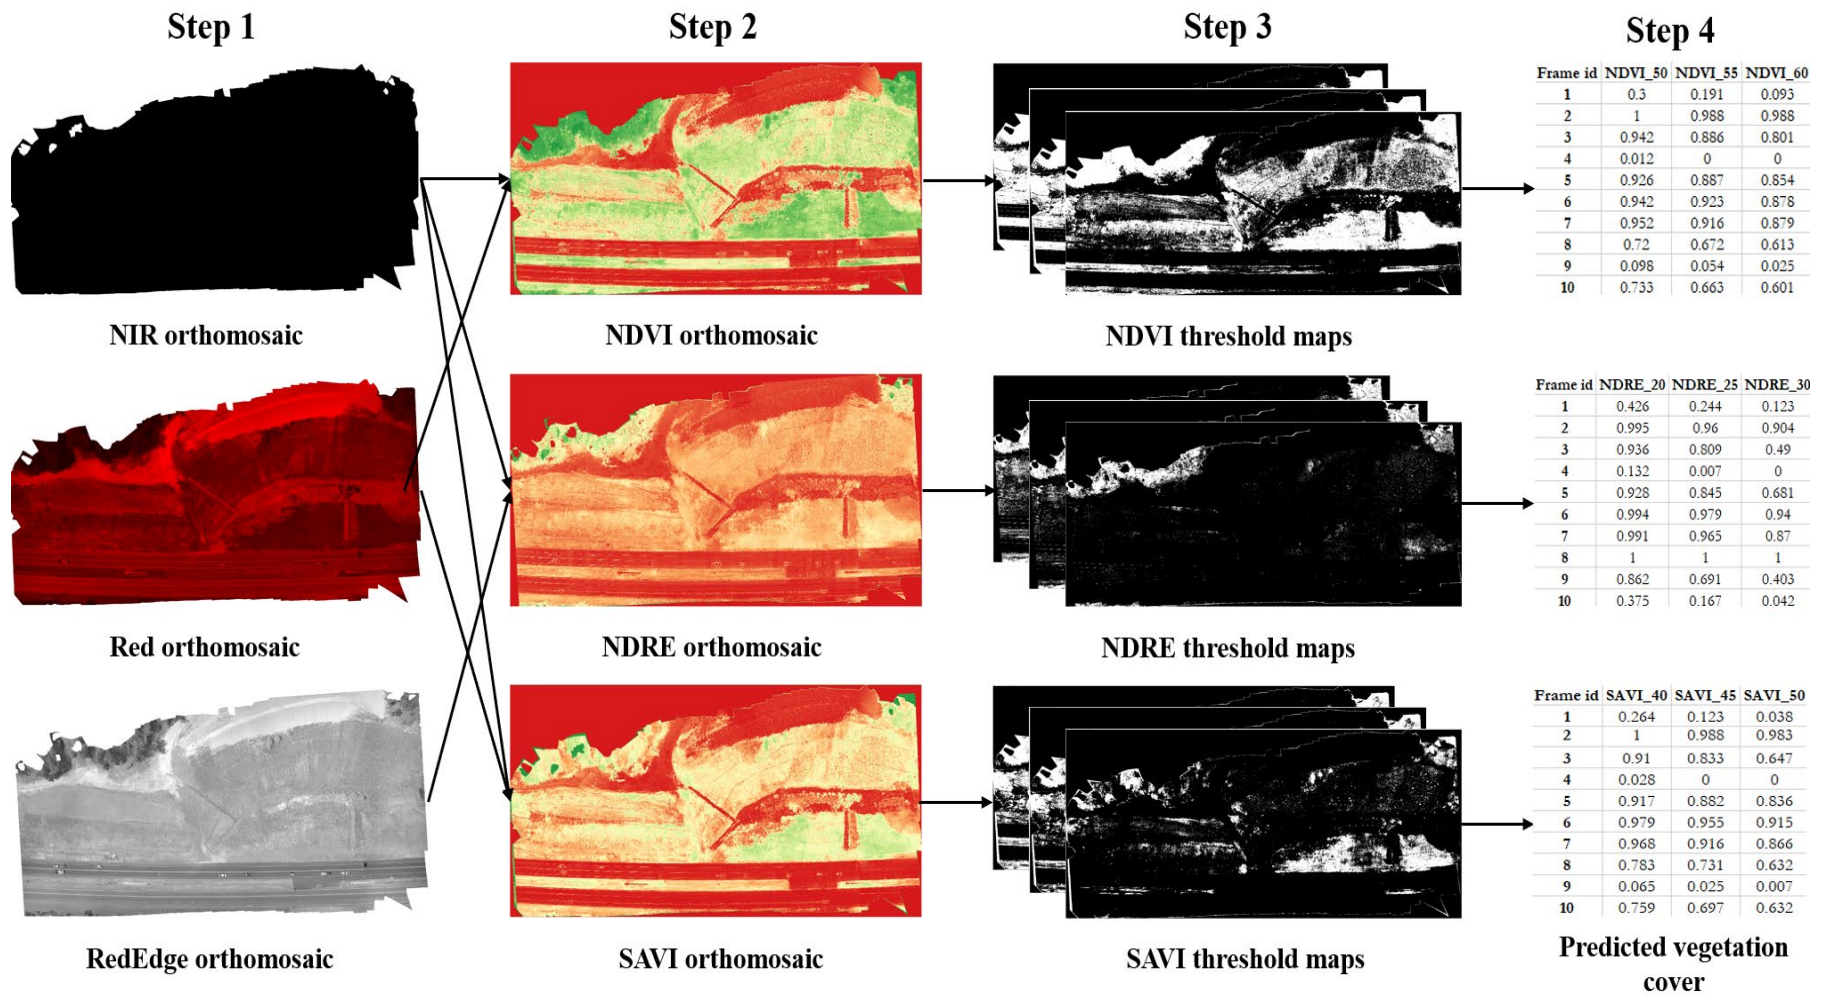 Step 1
Step 2
Step 3
Step 4
NIR orthomosaic
NDVI orthomosaic
NDVI threshold maps
Frame id NDVI_50 NDVI_55 NDVI_60
1 0.3 0.191 0.093
2 1 0.988 0.988
3 0.942 0.886 0.801
4 0.012 0 0
5 0.926 0.887 0.854
6 0.942 0.923 0.878
7 0.952 0.916 0.879
8 0.72 0.672 0.613
9 0.098 0.054 0.025
10 0.733 0.663 0.601
Red orthomosaic
NDRE orthomosaic
NDRE threshold maps
Frame id NDRE_20 NDRE_25 NDRE_30
1 0.426 0.244 0.123
2 0.995 0.96 0.904
3 0.936 0.809 0.49
4 0.132 0.007 0
5 0.928 0.845 0.681
6 0.994 0.979 0.94
7 0.991 0.965 0.87
8 1 1 1
9 0.862 0.691 0.403
10 0.375 0.167 0.042
RedEdge orthomosaic
SAVI orthomosaic
SAVI threshold maps
Frame id SAVI_40 SAVI_45 SAVI_50
1 0.264 0.123 0.038
2 1 0.988 0.983
3 0.91 0.833 0.647
4 0.028 0 0
5 0.917 0.882 0.836
6 0.979 0.955 0.915
7 0.968 0.916 0.866
8 0.783 0.731 0.632
9 0.065 0.025 0.007
10 0.759 0.697 0.632
Predicted vegetation
cover